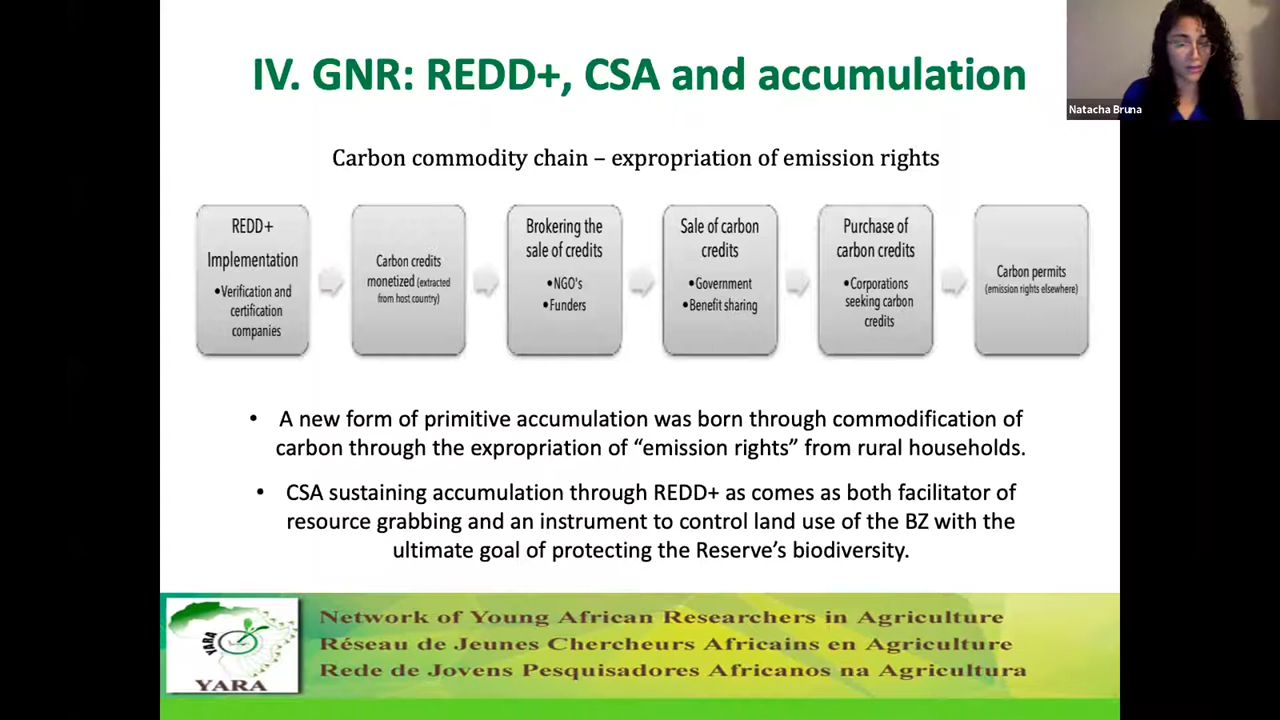 IV. GNR: REDD+, CSA and accumulation
Natacha Bruna
Carbon commodity chain – expropriation of emission rights
REDD+
Implementation
•Verification and
certification
companies
Carbon credits
monetized (extracted
from host country)
Brokering the
sale of credits
•NGO's
•Funders
Sale of carbon
credits
•Government
•Benefit sharing
Purchase of
carbon credits
•Corporations
seeking carbon
credits
Carbon permits
(emission rights elsewhere)
• A new form of primitive accumulation was born through commodification of
carbon through the expropriation of “emission rights” from rural households.
• CSA sustaining accumulation through REDD+ as comes as both facilitator of
resource grabbing and an instrument to control land use of the BZ with the
ultimate goal of protecting the Reserve’s biodiversity.
YARA
YARA
Network of Young African Researchers in Agriculture
Réseau de Jeunes Chercheurs Africains en Agriculture
Rede de Jovens Pesquisadores Africanos na Agricultura